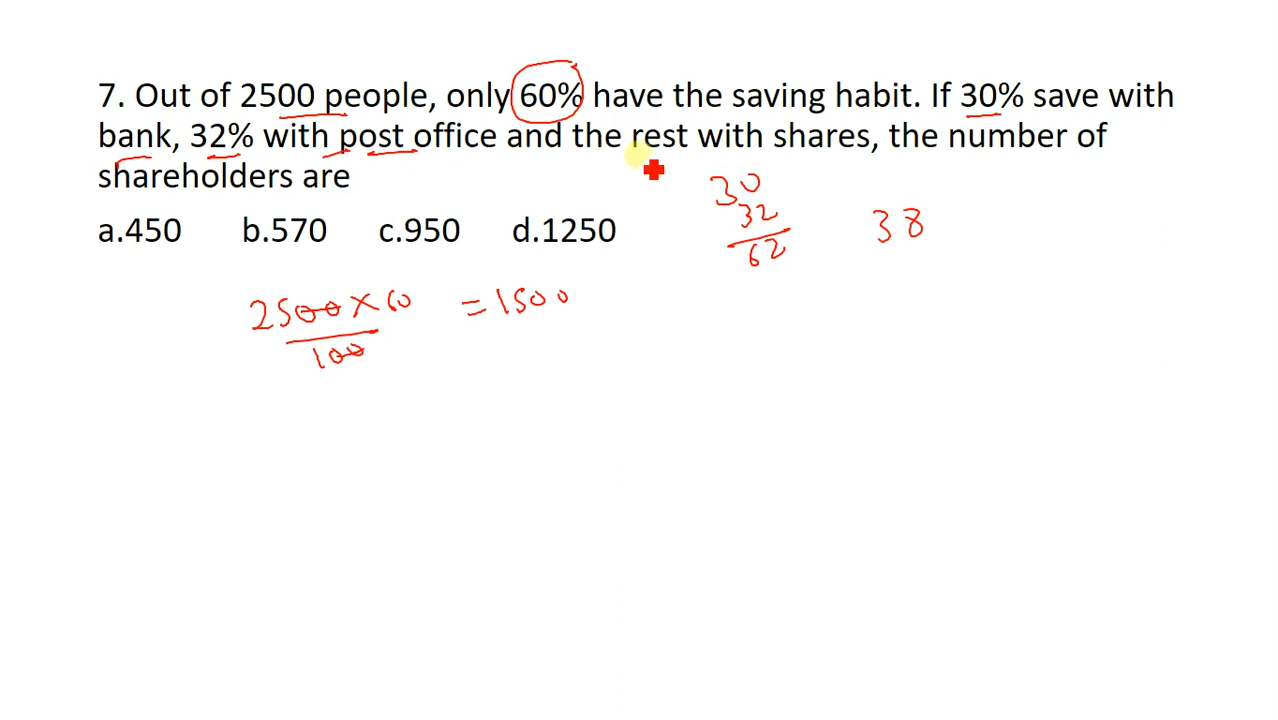 7. Out of 2500 people, only 60% have the saving habit. If 30% save with
bank, 32% with post office and the rest with shares, the number of
shareholders are
a.450 b.570 c.950 d.1250
30
32
62
38
2500 × 60 = 1500
100